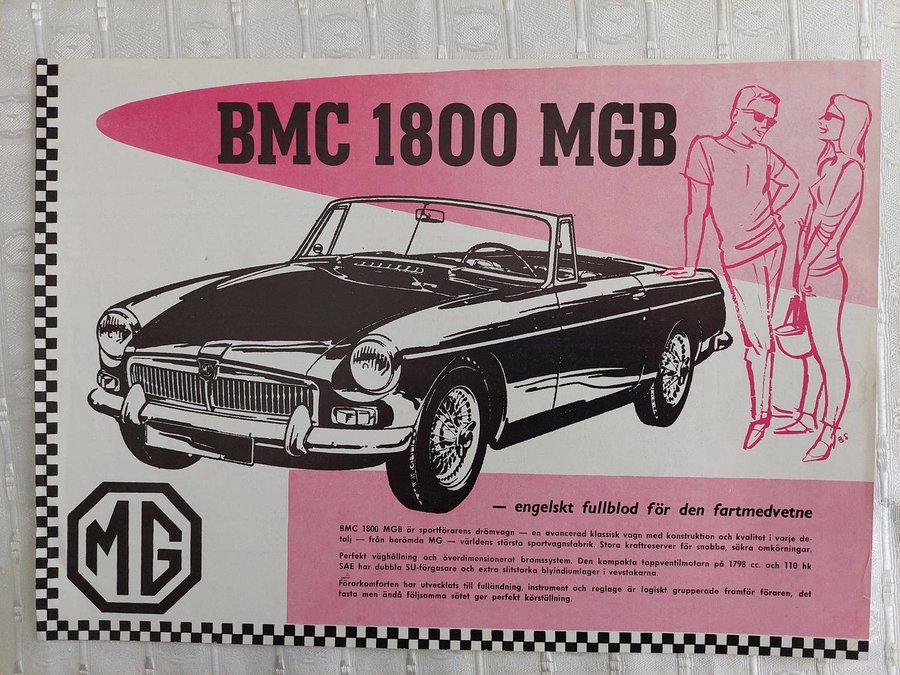 BMC 1800 MGB
— engelskt fullblod för den fartmedvetne
BMC 1800 MGB är sportförarens drömvagn — en avancerad klassisk vagn med konstruktion och kvalitet i varje de-
talj — från berömda MG — världens största sportvagnsfabrik. Stora kraftreserver för snabba, säkra omkörningar.
Perfekt väghållning och överdimensionerat bromssystem. Den kompakta toppventilmotorn på 1798 cc. och 110 hk
SAE har dubbla SU-förgasare och extra slitstarka blyindiumlager i vevstakarna.
Förarkomforten har utvecklats till fulländning, instrument och reglage är logiskt grupperade framför föraren, det
fasta men ändå följsamma sätet ger perfekt körställning.
MG
BS